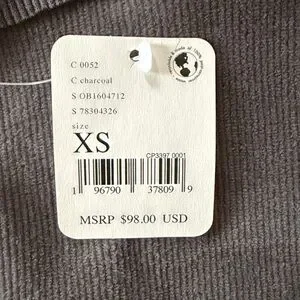 C 0052
C charcoal
S OB1604712
S 78304326
size
XS
CP3397 0001
1 96790 37809 9
MSRP $98.00 USD